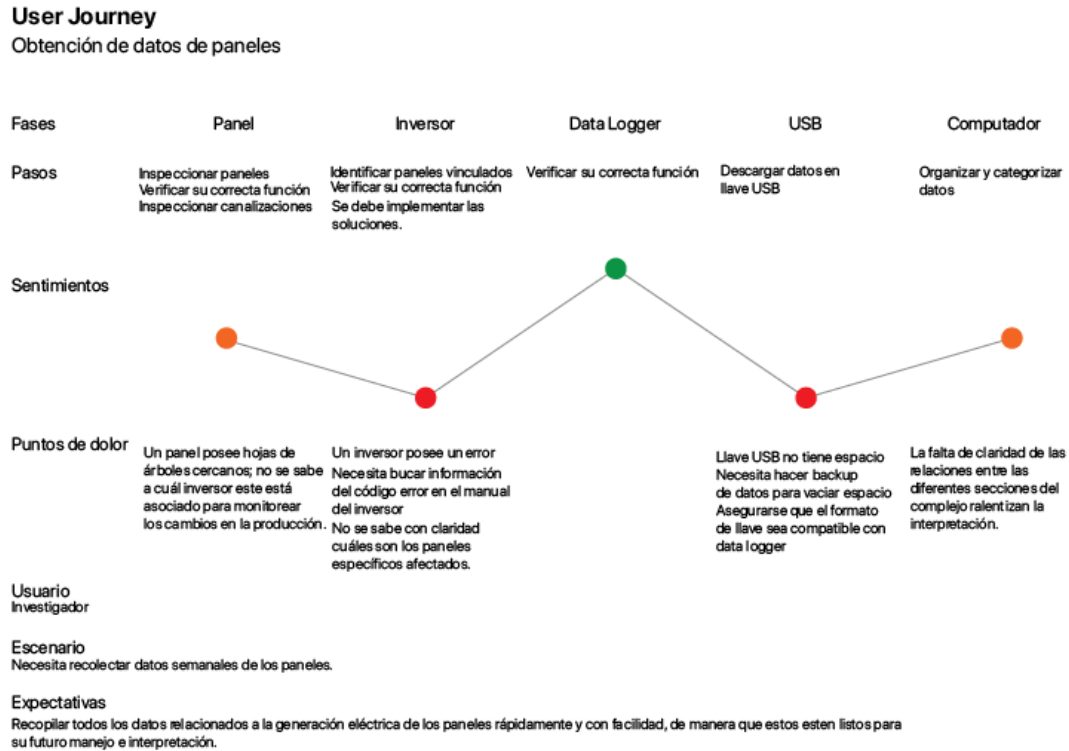 User Journey
Obtención de datos de paneles
Fases
Panel
Inversor
Data Logger
USB
Computador
Pasos
Inspeccionar paneles
Verificar su correcta función
Inspeccionar canalizaciones
Identificar paneles vinculados
Verificar su correcta función
Se debe implementar las
soluciones.
Verificar su correcta función
Descargar datos en
llave USB
Organizar y categorizar
datos
Sentimientos
Puntos de dolor
Un panel posee hojas de
árboles cercanos; no se sabe
a cuál inversor este está
asociado para monitorear
los cambios en la producción.
Un inversor posee un error
Necesita bucar información
del código error en el manual
del inversor
No se sabe con claridad
cuáles son los paneles
específicos afectados.
Llave USB no tiene espacio
Necesita hacer backup
de datos para vaciar espacio
Asegurarse que el formato
de llave sea compatible con
data logger
La falta de claridad de las
relaciones entre las
diferentes secciones del
complejo ralentizan la
interpretación.
Usuario
Investigador
Escenario
Necesita recolectar datos semanales de los paneles.
Expectativas
Recopilar todos los datos relacionados a la generación eléctrica de los paneles rápidamente y con facilidad, de manera que estos esten listos para
su futuro manejo e interpretación.